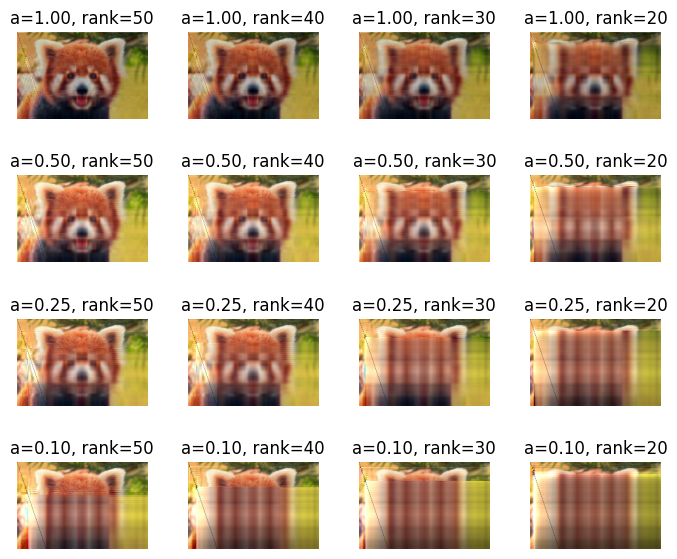 a=1.00, rank=50 a=1.00, rank=40 a=1.00, rank=30 a=1.00, rank=20
a=0.50, rank=50 a=0.50, rank=40 a=0.50, rank=30 a=0.50, rank=20
a=0.25, rank=50 a=0.25, rank=40 a=0.25, rank=30 a=0.25, rank=20
a=0.10, rank=50 a=0.10, rank=40 a=0.10, rank=30 a=0.10, rank=20